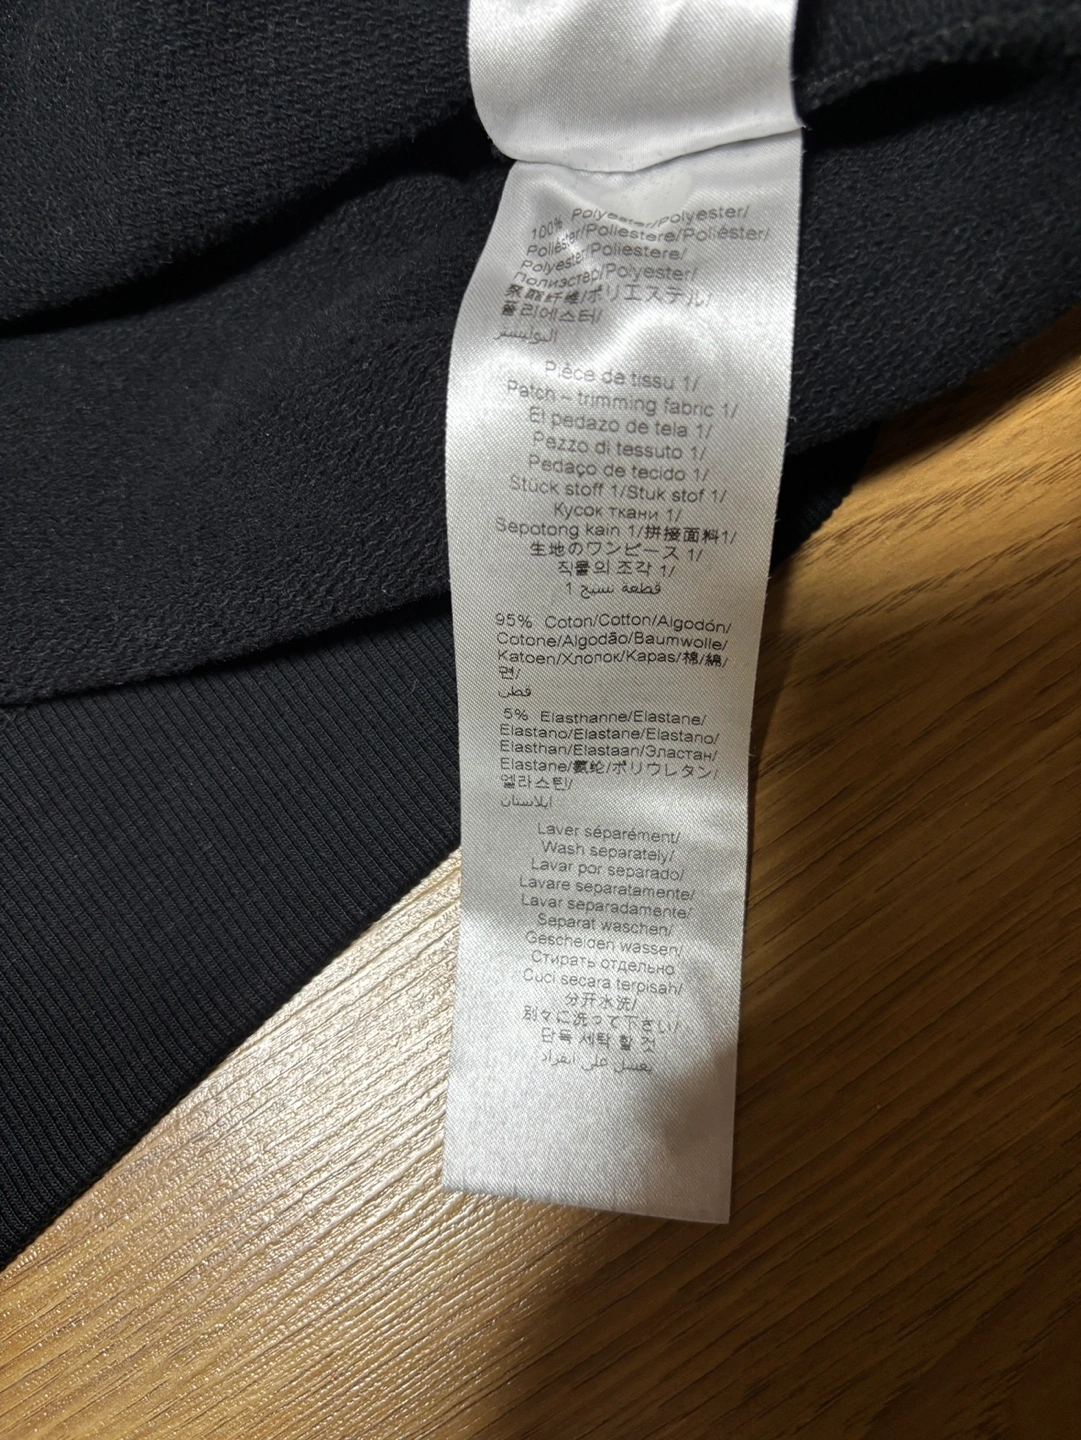 100% Polyester/Polyester/
Poliéster/Poliestere/Poliéster/
Polyester/Poliestere/
Полиэстер/Polyester/
聚酯纤维/ポリエステル/
폴리에스터/
البوليستر
Pièce de tissu 1/
Patch – trimming fabric 1/
El pedazo de tela 1/
Pezzo di tessuto 1/
Pedaço de tecido 1/
Stück stoff 1/Stuk stof 1/
Кусок ткани 1/
Sepotong kain 1/拼接面料1/
生地のワンピース 1/
직물의 조각 1/
قطعة نسيج 1
95% Coton/Cotton/Algodón/
Cotone/Algodão/Baumwolle/
Katoen/Хлопок/Kapas/棉/綿/
면/
قطن
5% Elasthanne/Elastane/
Elastano/Elastane/Elastano/
Elasthan/Elastaan/Эластан/
Elastane/氨纶/ポリウレタン/
엘라스틴/
ايلاستان
Laver séparément/
Wash separately/
Lavar por separado/
Lavare separatamente/
Lavar separadamente/
Separat waschen/
Gescheiden wassen/
Стирать отдельно
Cuci secara terpisah/
分开水洗/
別々に洗って下さい/
단독 세탁 할 것
يغسل على انفراد